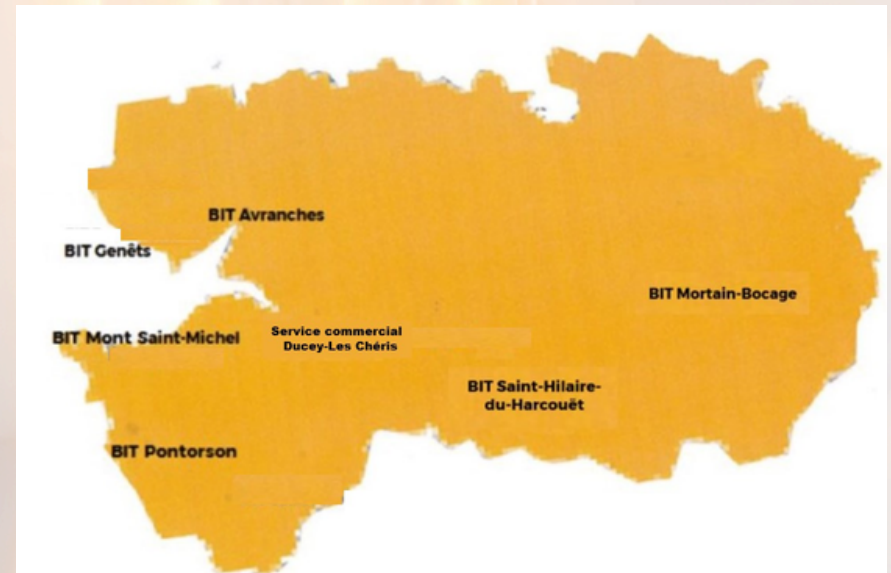 BIT Avranches
BIT Genêts
BIT Mortain-Bocage
BIT Mont Saint-Michel
Service commercial
Ducey-Les Chéris
BIT Saint-Hilaire-
du-Harcouët
BIT Pontorson